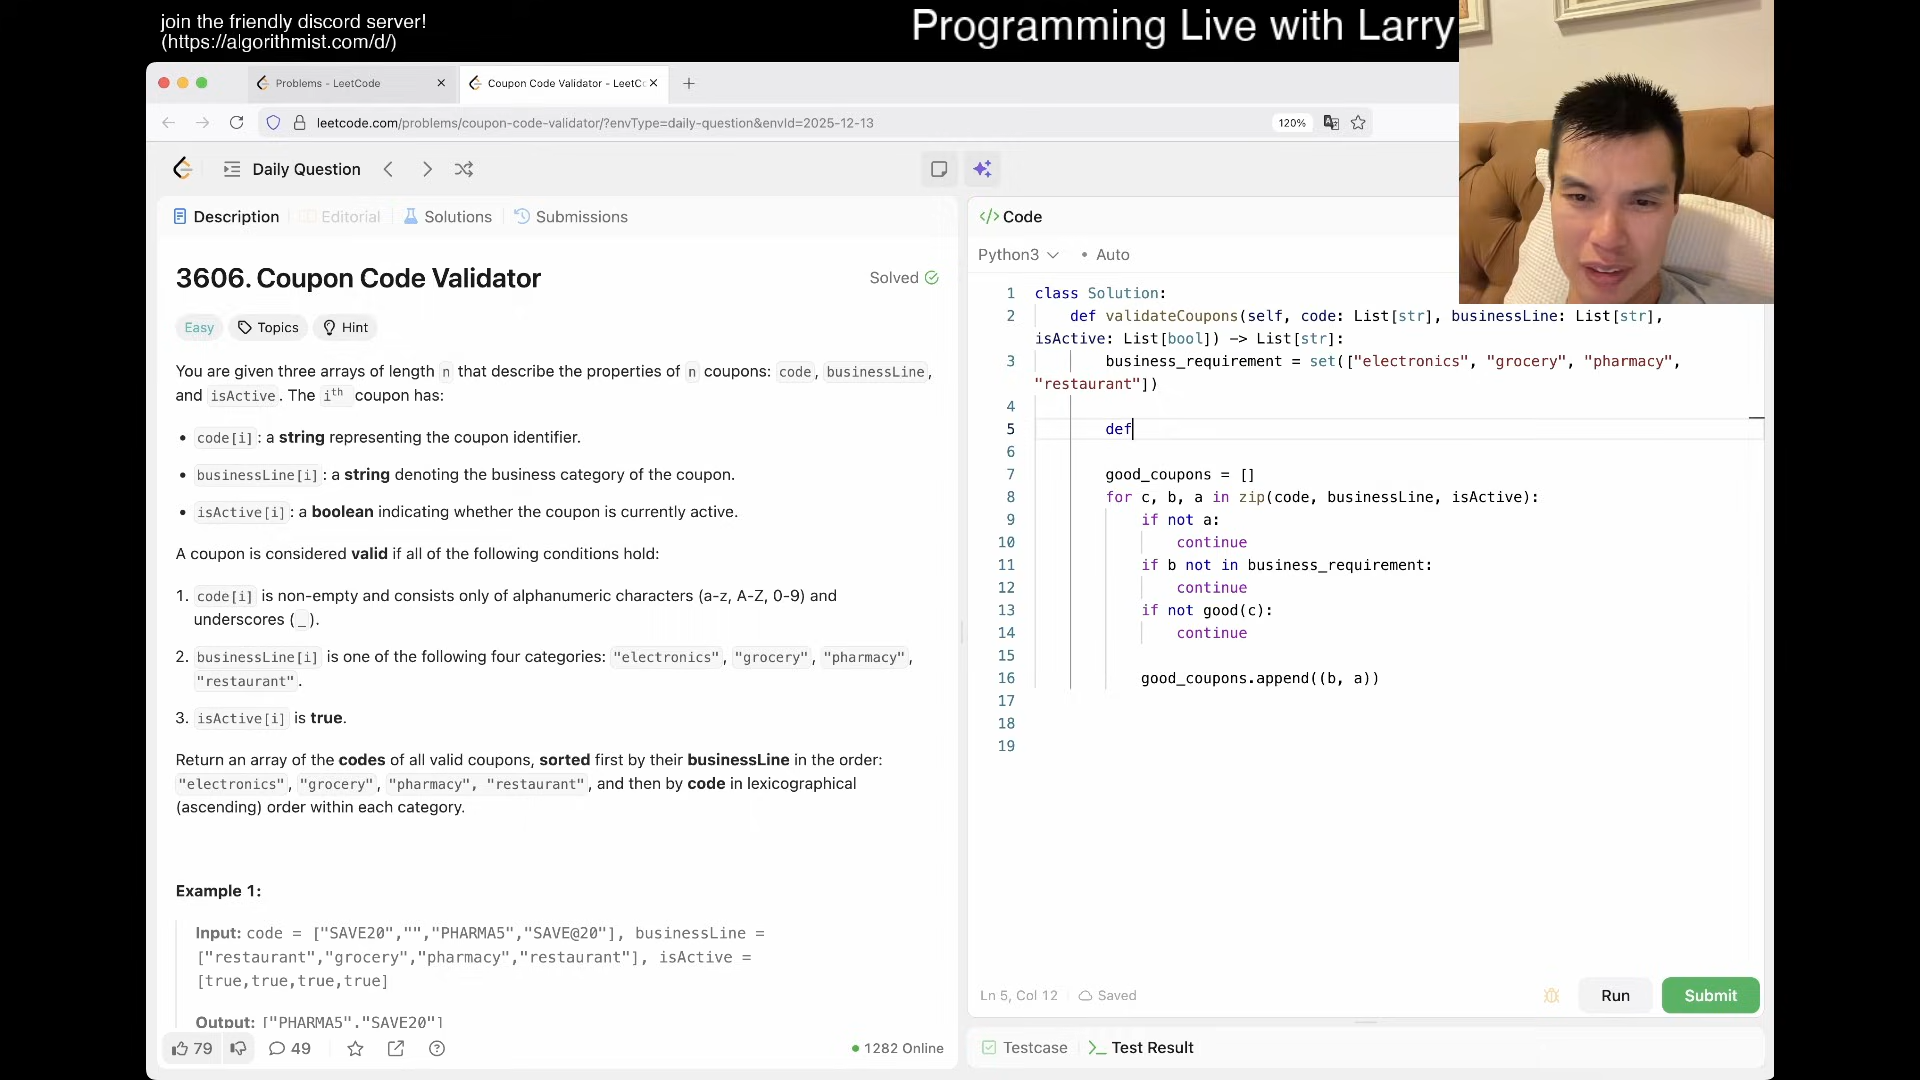 join the friendly discord server!
(https://algorithmist.com/d/)
Programming Live with Larry
Problems - LeetCode
Coupon Code Validator - LeetC
leetcode.com/problems/coupon-code-validator/?envType=daily-question&envId=2025-12-13
120%
Daily Question
Description
Editorial
Solutions
Submissions
3606. Coupon Code Validator
Solved
Easy
Topics
Hint
You are given three arrays of length n that describe the properties of n coupons: code, businessLine,
and isActive. The ith coupon has:
• code[i]: a string representing the coupon identifier.
• businessLine[i]: a string denoting the business category of the coupon.
• isActive[i]: a boolean indicating whether the coupon is currently active.
A coupon is considered valid if all of the following conditions hold:
1. code[i] is non-empty and consists only of alphanumeric characters (a-z, A-Z, 0-9) and
underscores (_).
2. businessLine[i] is one of the following four categories: "electronics", "grocery", "pharmacy",
"restaurant".
3. isActive[i] is true.
Return an array of the codes of all valid coupons, sorted first by their businessLine in the order:
"electronics", "grocery", "pharmacy", "restaurant", and then by code in lexicographical
(ascending) order within each category.
Example 1:
Input: code = ["SAVE20","","PHARMA5","SAVE@20"], businessLine =
["restaurant","grocery","pharmacy","restaurant"], isActive =
[true,true,true,true]
Output: ["PHARMA5","SAVE20"]
79
49
1282 Online
</> Code
Python3
• Auto
1 class Solution:
2 def validateCoupons(self, code: List[str], businessLine: List[str],
isActive: List[bool]) -> List[str]:
3 business_requirement = set(["electronics", "grocery", "pharmacy",
"restaurant"])
4
5 def
6
7 good_coupons = []
8 for c, b, a in zip(code, businessLine, isActive):
9 if not a:
10 continue
11 if b not in business_requirement:
12 continue
13 if not good(c):
14 continue
15
16 good_coupons.append((b, a))
17
18
19
Ln 5, Col 12
Saved
Run
Submit
Testcase
Test Result